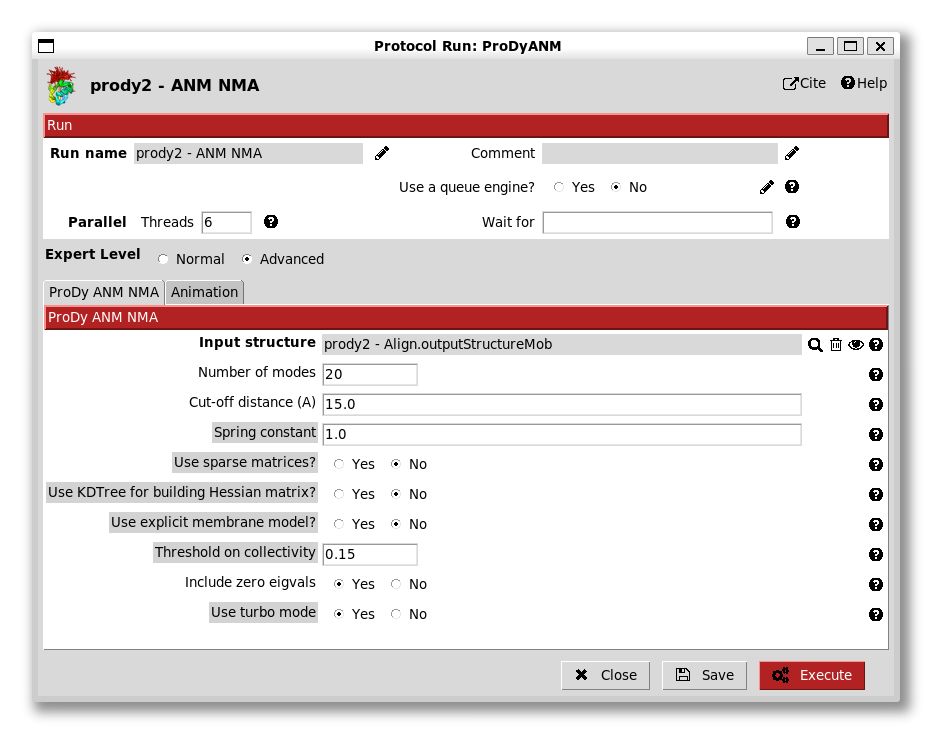 Protocol Run: ProDyANM
prody2 - ANM NMA
Cite
Help
Run
Run name prody2 - ANM NMA
Comment
Use a queue engine? Yes No
Parallel Threads 6
Wait for
Expert Level Normal Advanced
ProDy ANM NMA Animation
ProDy ANM NMA
Input structure prody2 - Align.outputStructureMob
Number of modes 20
Cut-off distance (A) 15.0
Spring constant 1.0
Use sparse matrices? Yes No
Use KDTree for building Hessian matrix? Yes No
Use explicit membrane model? Yes No
Threshold on collectivity 0.15
Include zero eigvals Yes No
Use turbo mode Yes No
Close Save Execute